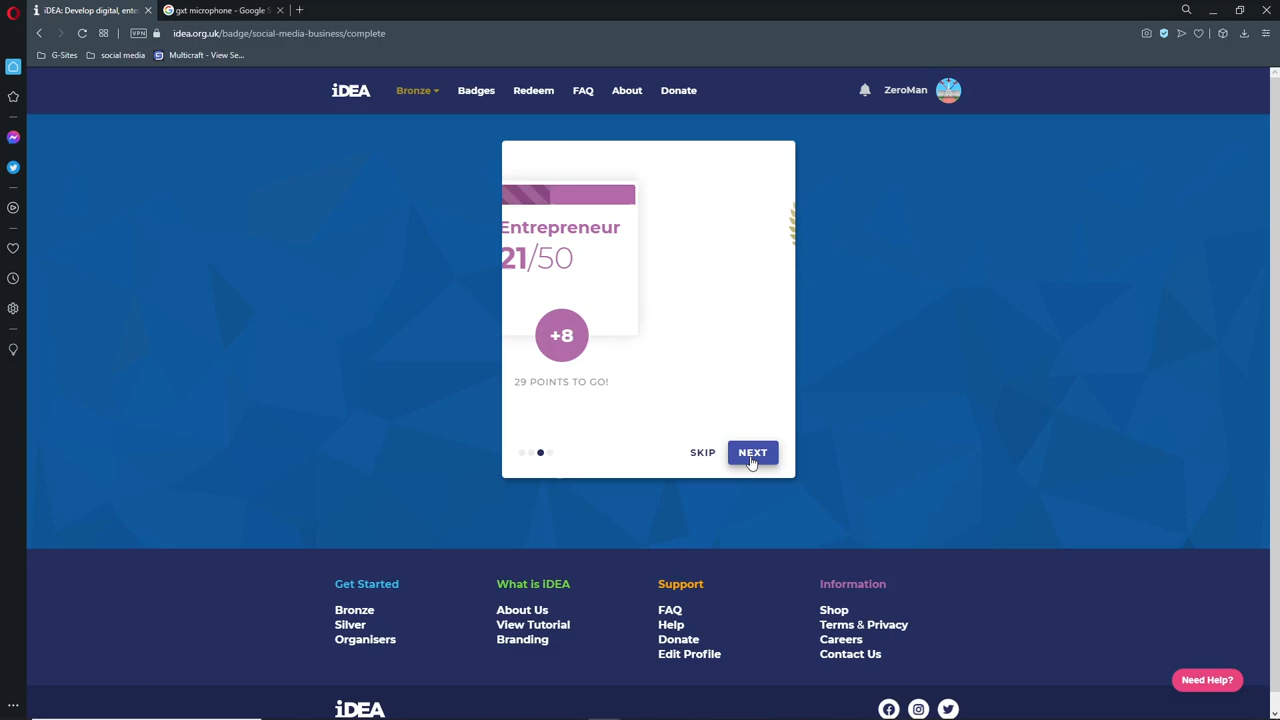 iDEA: Develop digital, ente
gxt microphone - Google S
VPN
idea.org.uk/badge/social-media-business/complete
G-Sites
social media
Multicraft - View Se...
iDEA
Bronze
Badges
Redeem
FAQ
About
Donate
ZeroMan
Entrepreneur
21/50
+8
29 POINTS TO GO!
SKIP
NEXT
Get Started
Bronze
Silver
Organisers
What is iDEA
About Us
View Tutorial
Branding
Support
FAQ
Help
Donate
Edit Profile
Information
Shop
Terms & Privacy
Careers
Contact Us
Need Help?
iDEA